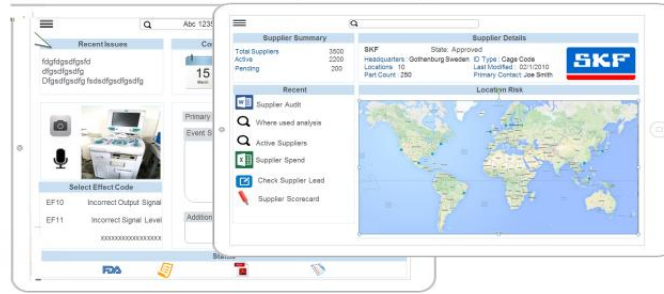 Abc 1235
Recent Issues
fdgfdgsdfgsfd
dfgsdfgsdfg
Dfgsdfgsdfg fsdsdfgsdfgsdfg
Co
15
March
Primary
Event S
Select Effect Code
EF10 Incorrect Output Signal
EF11 Incorrect Signal Level
xxxxxxxxxxxxxxxxx
Addition
Status
FDA
Supplier Summary
Total Suppliers 3500
Active 2200
Pending 200
Recent
Supplier Audit
Where used analysis
Active Suppliers
Supplier Spend
Check Supplier Lead
Supplier Scorecard
Supplier Details
SKF State: Approved
Headquarters: Gothenburg Sweden ID Type : Cage Code
Locations 10 Last Modified : 02/1/2010
Part Count : 250 Primary Contact: Joe Smith
SKF
Location Risk